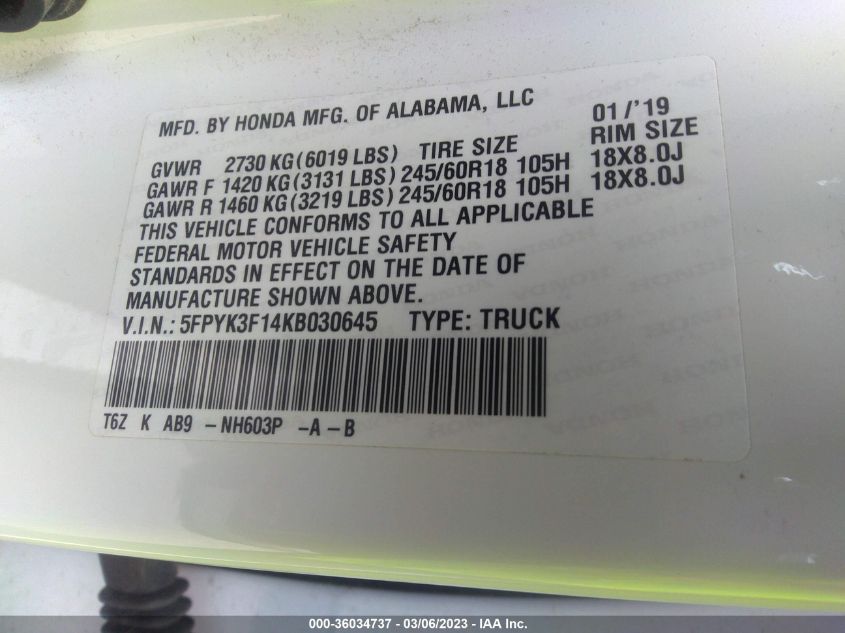 MFD. BY HONDA MFG. OF ALABAMA, LLC 01/'19
GVWR 2730 KG(6019 LBS) TIRE SIZE RIM SIZE
GAWR F 1420 KG(3131 LBS) 245/60R18 105H 18X8.0J
GAWR R 1460 KG(3219 LBS) 245/60R18 105H 18X8.0J
THIS VEHICLE CONFORMS TO ALL APPLICABLE
FEDERAL MOTOR VEHICLE SAFETY
STANDARDS IN EFFECT ON THE DATE OF
MANUFACTURE SHOWN ABOVE.
V.I.N.: 5FPYK3F14KB030645 TYPE: TRUCK
T6Z K AB9 -NH603P -A-B
000-36034737 - 03/06/2023 - IAA Inc.